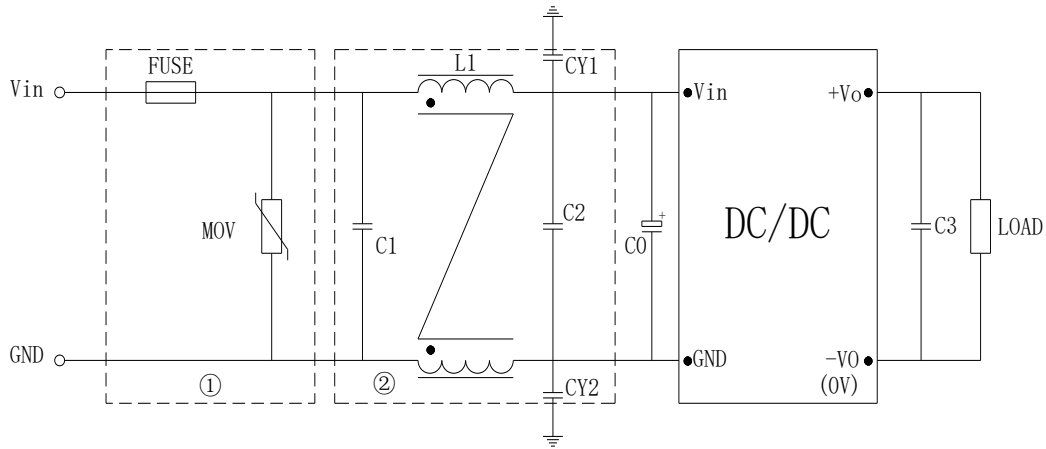 FUSE
L1
CY1
Vin
Vin
+Vo
MOV
C1
C2
+
C0
DC/DC
C3
LOAD
GND
GND
-VO
(0V)
①
②
CY2